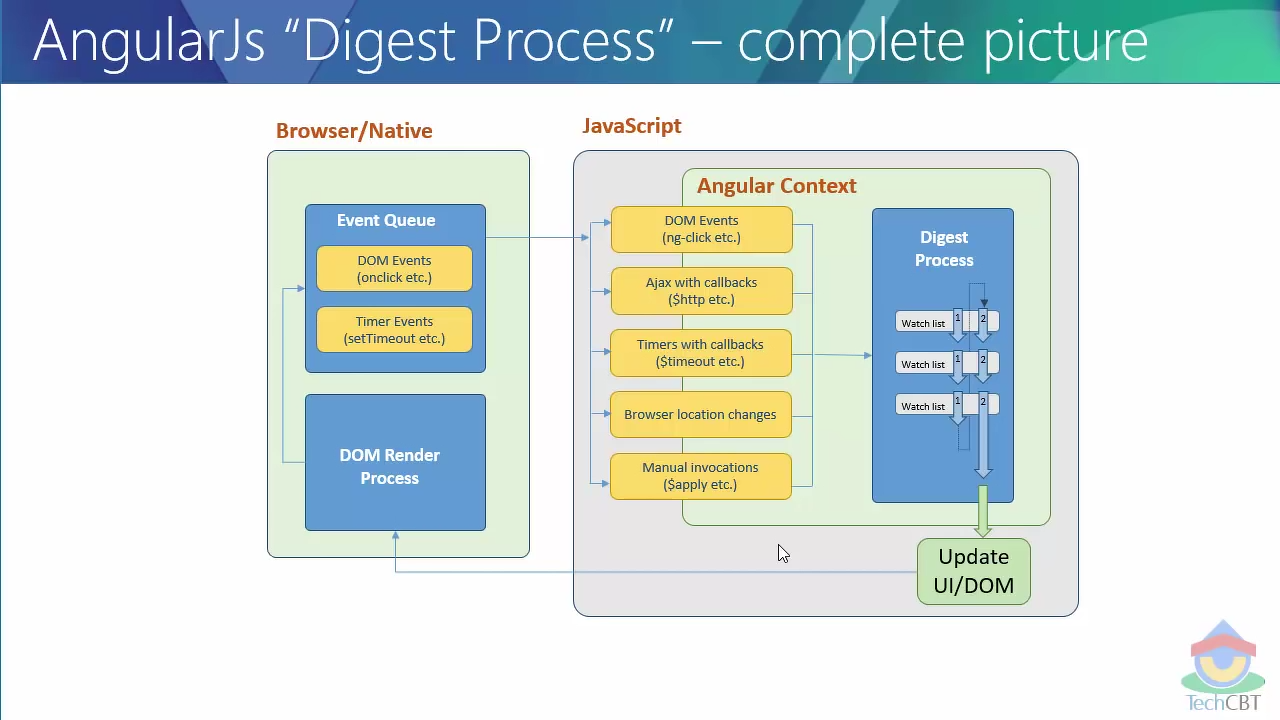 AngularJs “Digest Process” – complete picture
Browser/Native
Event Queue
DOM Events
(onclick etc.)
Timer Events
(setTimeout etc.)
DOM Render
Process
JavaScript
Angular Context
DOM Events
(ng-click etc.)
Ajax with callbacks
($http etc.)
Timers with callbacks
($timeout etc.)
Browser location changes
Manual invocations
($apply etc.)
Digest
Process
Watch list 1 2
Watch list 1 2
Watch list 1 2
Update
UI/DOM
TechCBT